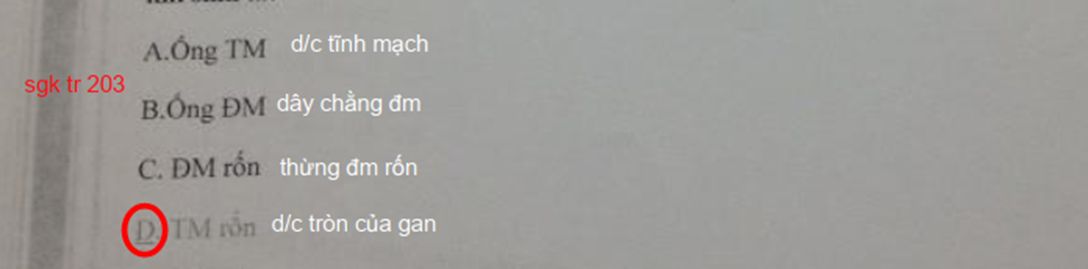 A.Ống TM d/c tĩnh mạch
sgk tr 203
B.Ống ĐM dây chằng đm
C. ĐM rốn thừng đm rốn
D. TM rốn d/c tròn của gan